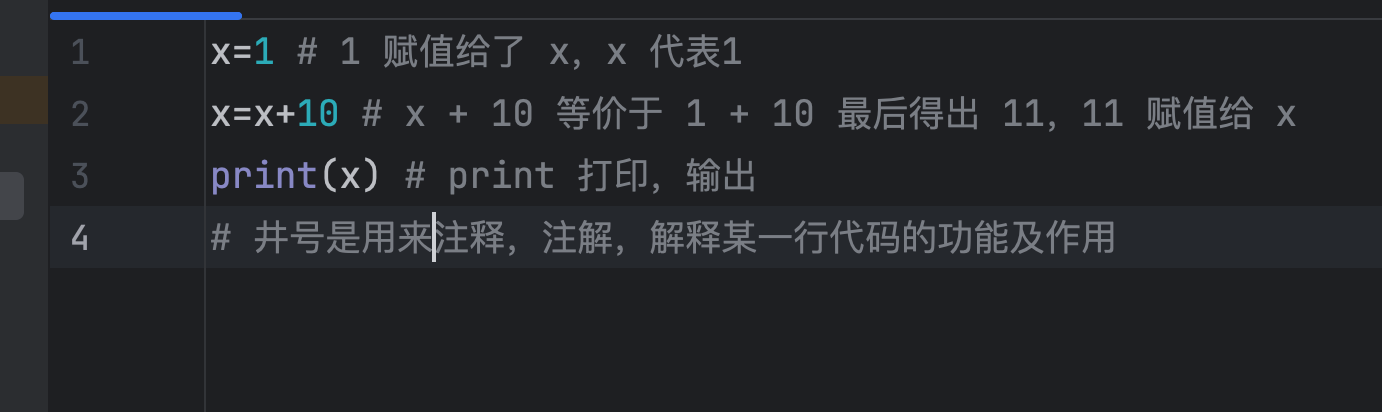 1 x=1 # 1 赋值给了 x，x 代表1
2 x=x+10 # x + 10 等价于 1 + 10 最后得出 11，11 赋值给 x
3 print(x) # print 打印，输出
4 # 井号是用来注释，注解，解释某一行代码的功能及作用